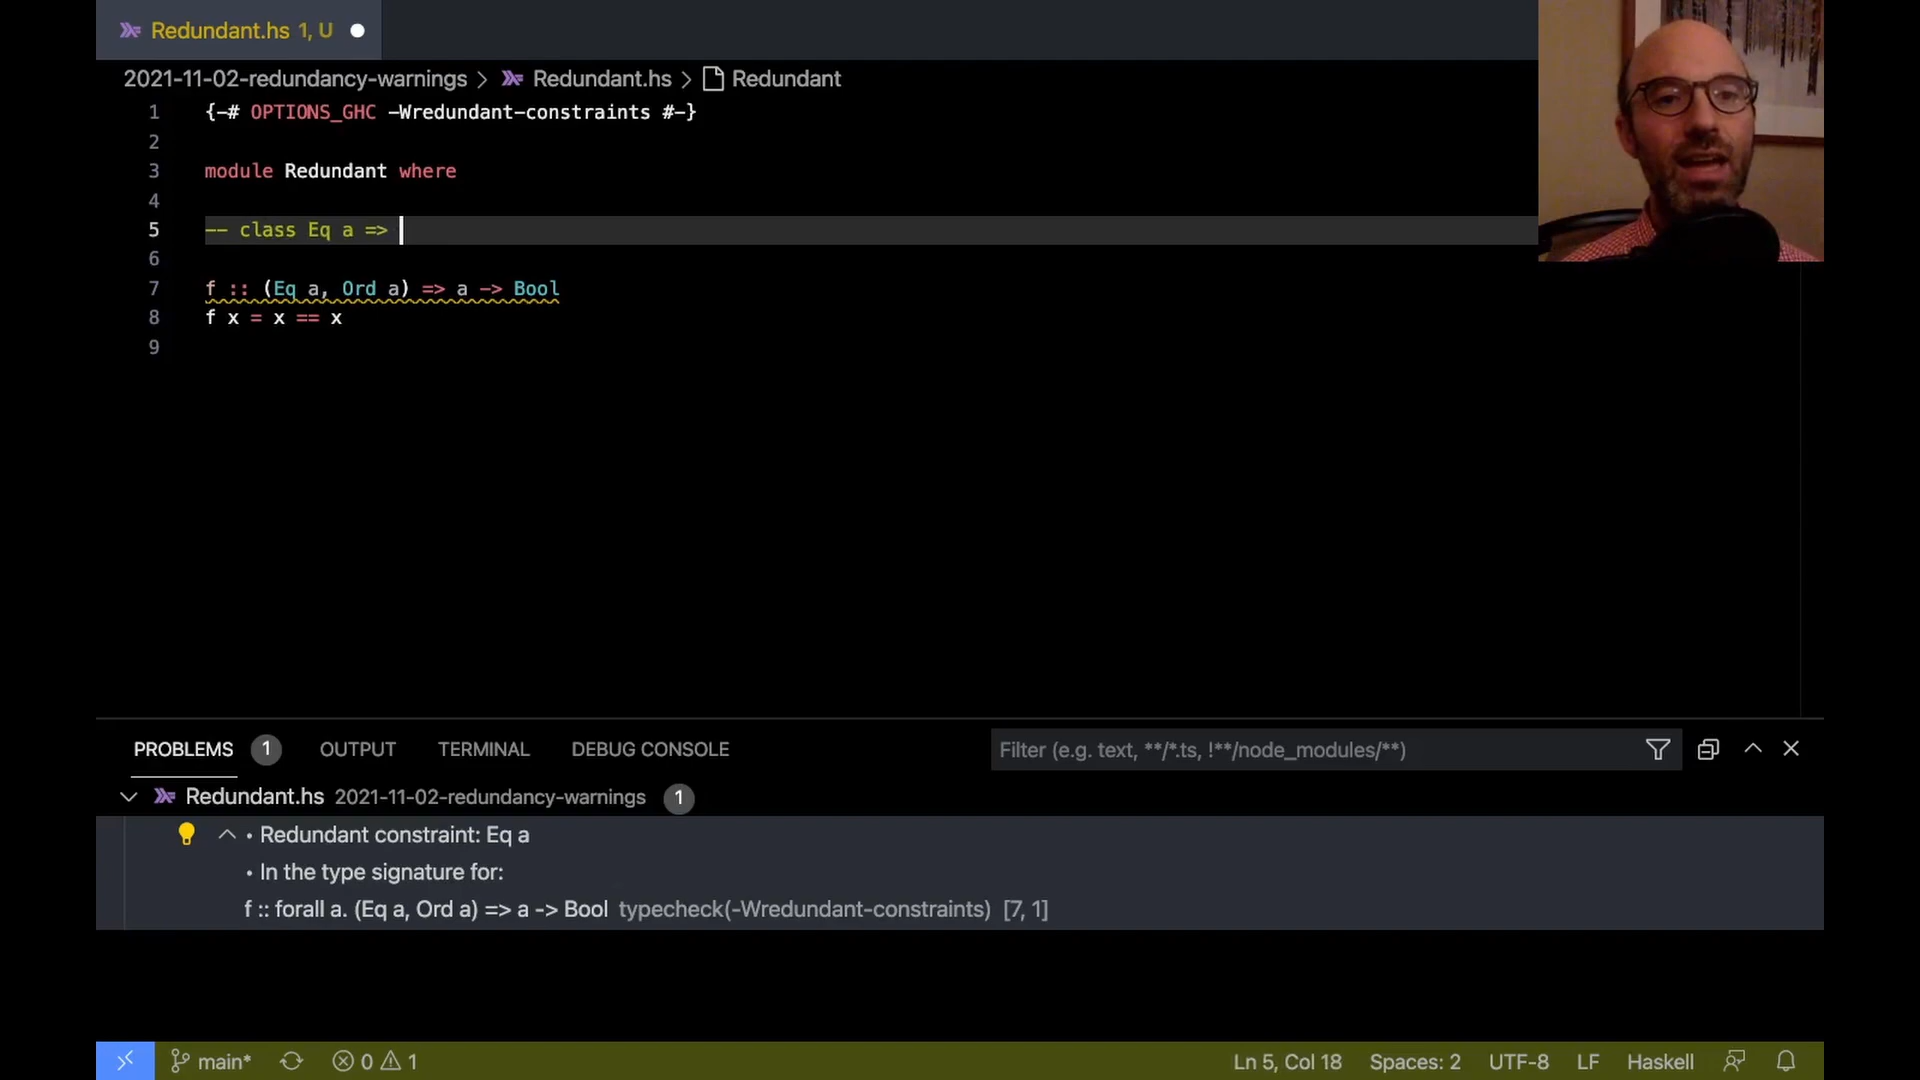 Redundant.hs 1, U
2021-11-02-redundancy-warnings > Redundant.hs > Redundant
1 {-# OPTIONS_GHC -Wredundant-constraints #-}
2
3 module Redundant where
4
5 -- class Eq a =>
6
7 f :: (Eq a, Ord a) => a -> Bool
8 f x = x == x
9
PROBLEMS 1 OUTPUT TERMINAL DEBUG CONSOLE Filter (e.g. text, **/*.ts, !**/node_modules/**)
Redundant.hs 2021-11-02-redundancy-warnings 1
• Redundant constraint: Eq a
• In the type signature for:
f :: forall a. (Eq a, Ord a) => a -> Bool typecheck(-Wredundant-constraints) [7, 1]
main* 0 1 Ln 5, Col 18 Spaces: 2 UTF-8 LF Haskell